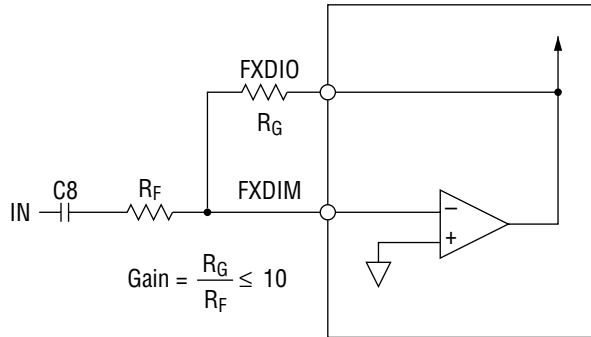 FXDIO
R_G
C8
R_F
FXDIM
IN
−
+
Gain = R_G / R_F ≤ 10